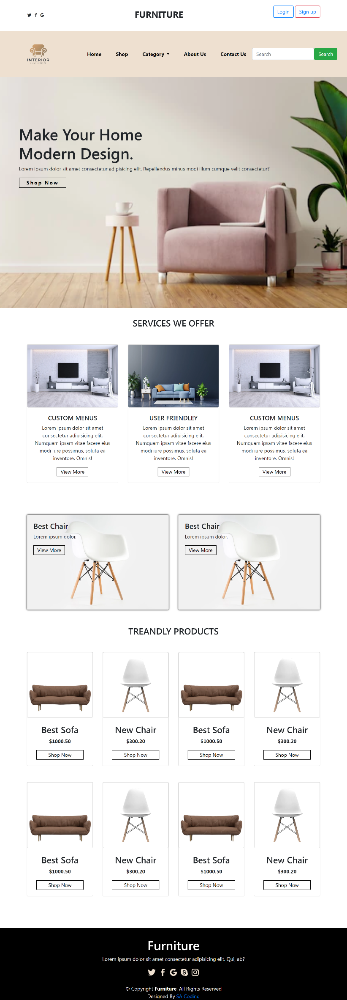 FURNITURE
Login Sign up
INTERIOR
Home Shop Category About Us Contact Us Search Search
Make Your Home
Modern Design.
Lorem ipsum dolor sit amet consectetur adipisicing elit. Repellendus minus modi illum cumque velit consectetur?
Shop Now
SERVICES WE OFFER
CUSTOM MENUS
Lorem ipsum dolor sit amet
consectetur adipisicing elit.
Numquam ipsam vitae facere eius
modi iure possimus, soluta ea
inventore. Omnis!
View More
USER FRIENDLEY
Lorem ipsum dolor sit amet
consectetur adipisicing elit.
Numquam ipsam vitae facere eius
modi iure possimus, soluta ea
inventore. Omnis!
View More
CUSTOM MENUS
Lorem ipsum dolor sit amet
consectetur adipisicing elit.
Numquam ipsam vitae facere eius
modi iure possimus, soluta ea
inventore. Omnis!
View More
Best Chair
Lorem ipsum dolor.
View More
Best Chair
Lorem ipsum dolor.
View More
TREANDLY PRODUCTS
Best Sofa
$1000.50
Shop Now
New Chair
$300.20
Shop Now
Best Sofa
$1000.50
Shop Now
New Chair
$300.20
Shop Now
Best Sofa
$1000.50
Shop Now
New Chair
$300.20
Shop Now
Best Sofa
$1000.50
Shop Now
New Chair
$300.20
Shop Now
Furniture
Lorem ipsum dolor sit amet consectetur adipisicing elit. Qui, ab?
© Copyright Furniture. All Rights Reserved
Designed By SA Coding